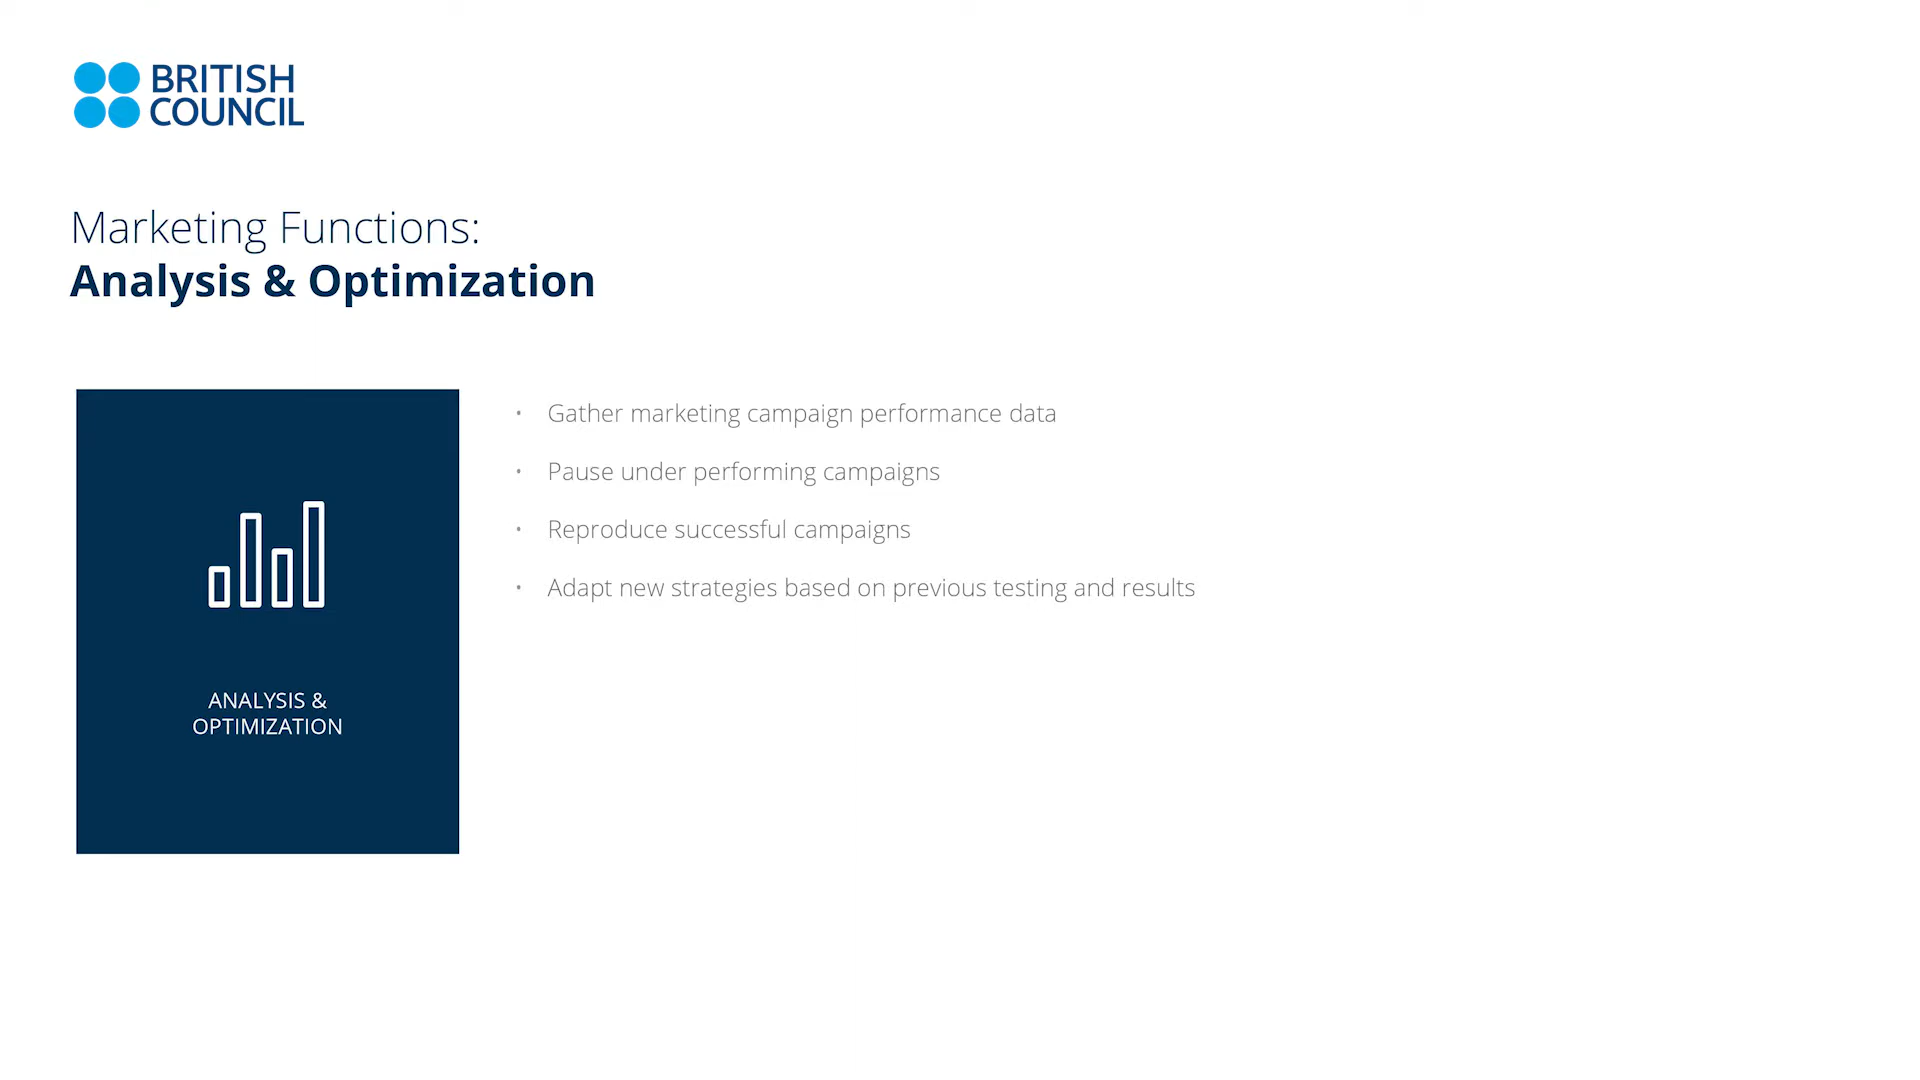 BRITISH
COUNCIL
Marketing Functions:
Analysis & Optimization
ANALYSIS &
OPTIMIZATION
• Gather marketing campaign performance data
• Pause under performing campaigns
• Reproduce successful campaigns
• Adapt new strategies based on previous testing and results